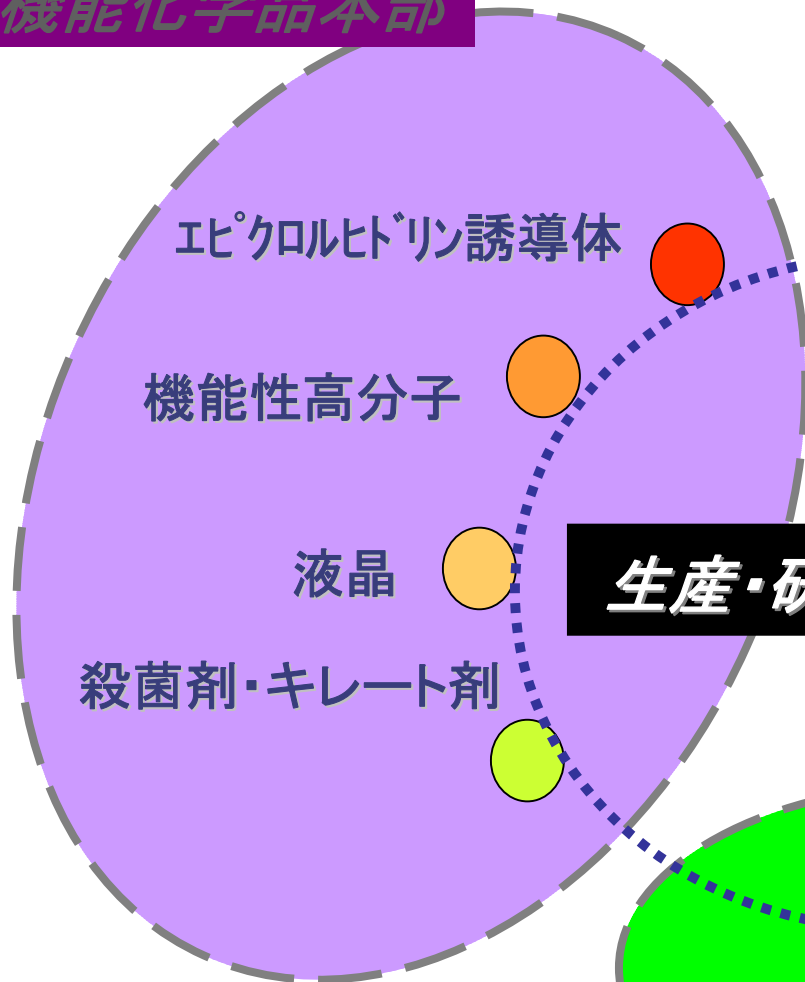 機能化学品本部
ｴﾋﾟｸﾛﾙﾋﾄﾞﾘﾝ誘導体
機能性高分子
液晶
生産・研
殺菌剤・キレート剤